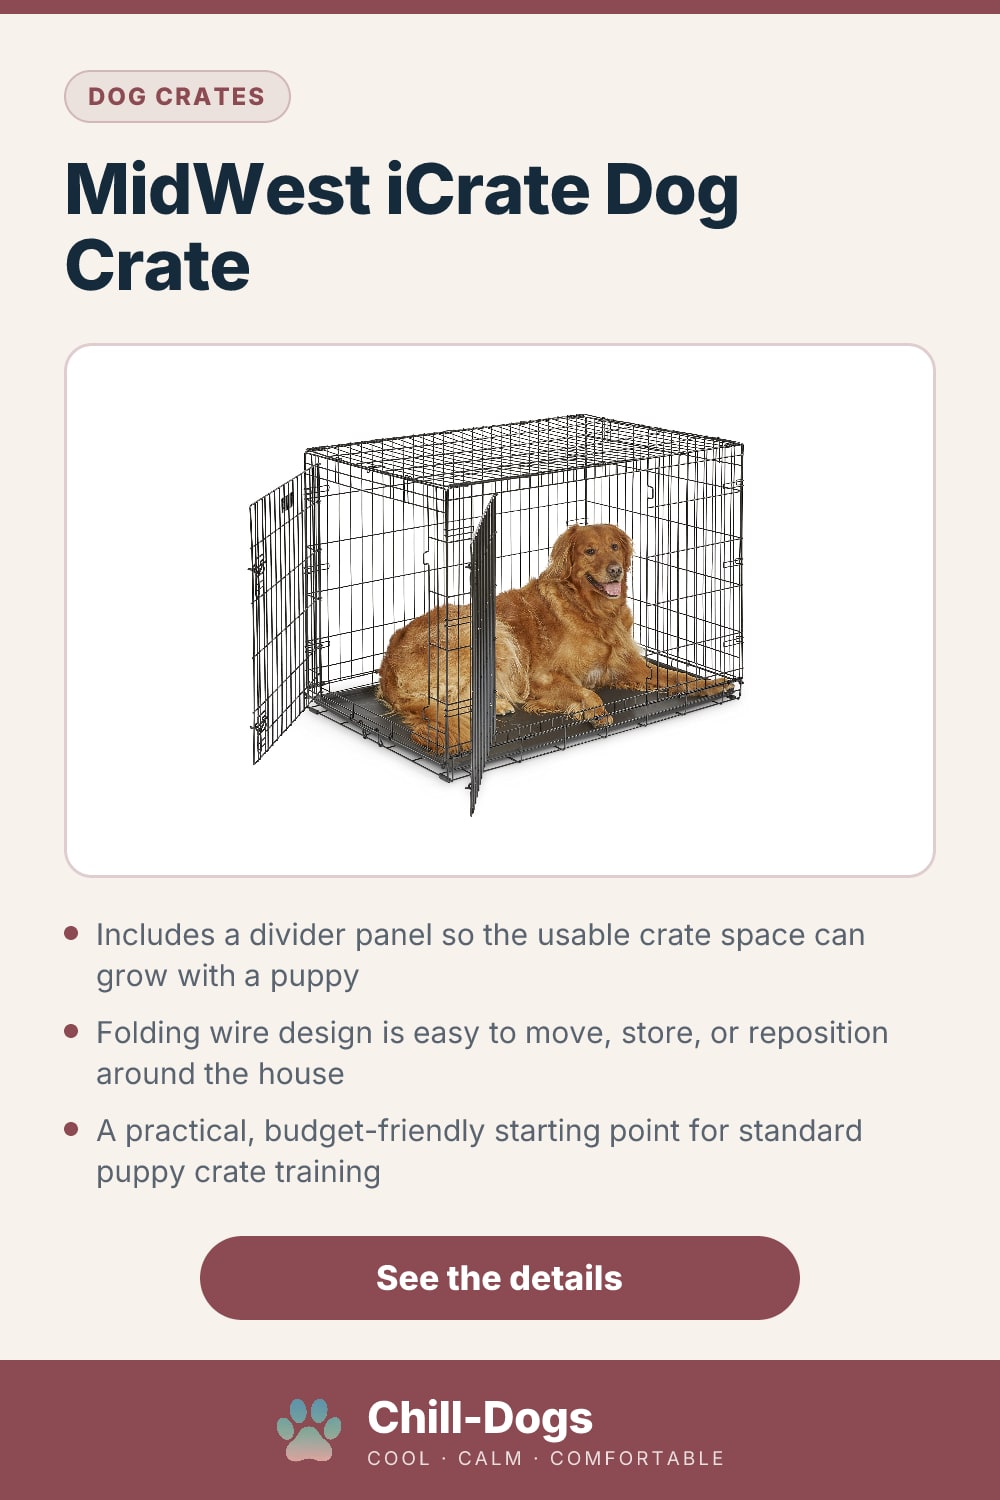 DOG CRATES
MidWest iCrate Dog
Crate
Includes a divider panel so the usable crate space can
grow with a puppy
Folding wire design is easy to move, store, or reposition
around the house
A practical, budget-friendly starting point for standard
puppy crate training
See the details
Chill-Dogs
COOL · CALM · COMFORTABLE